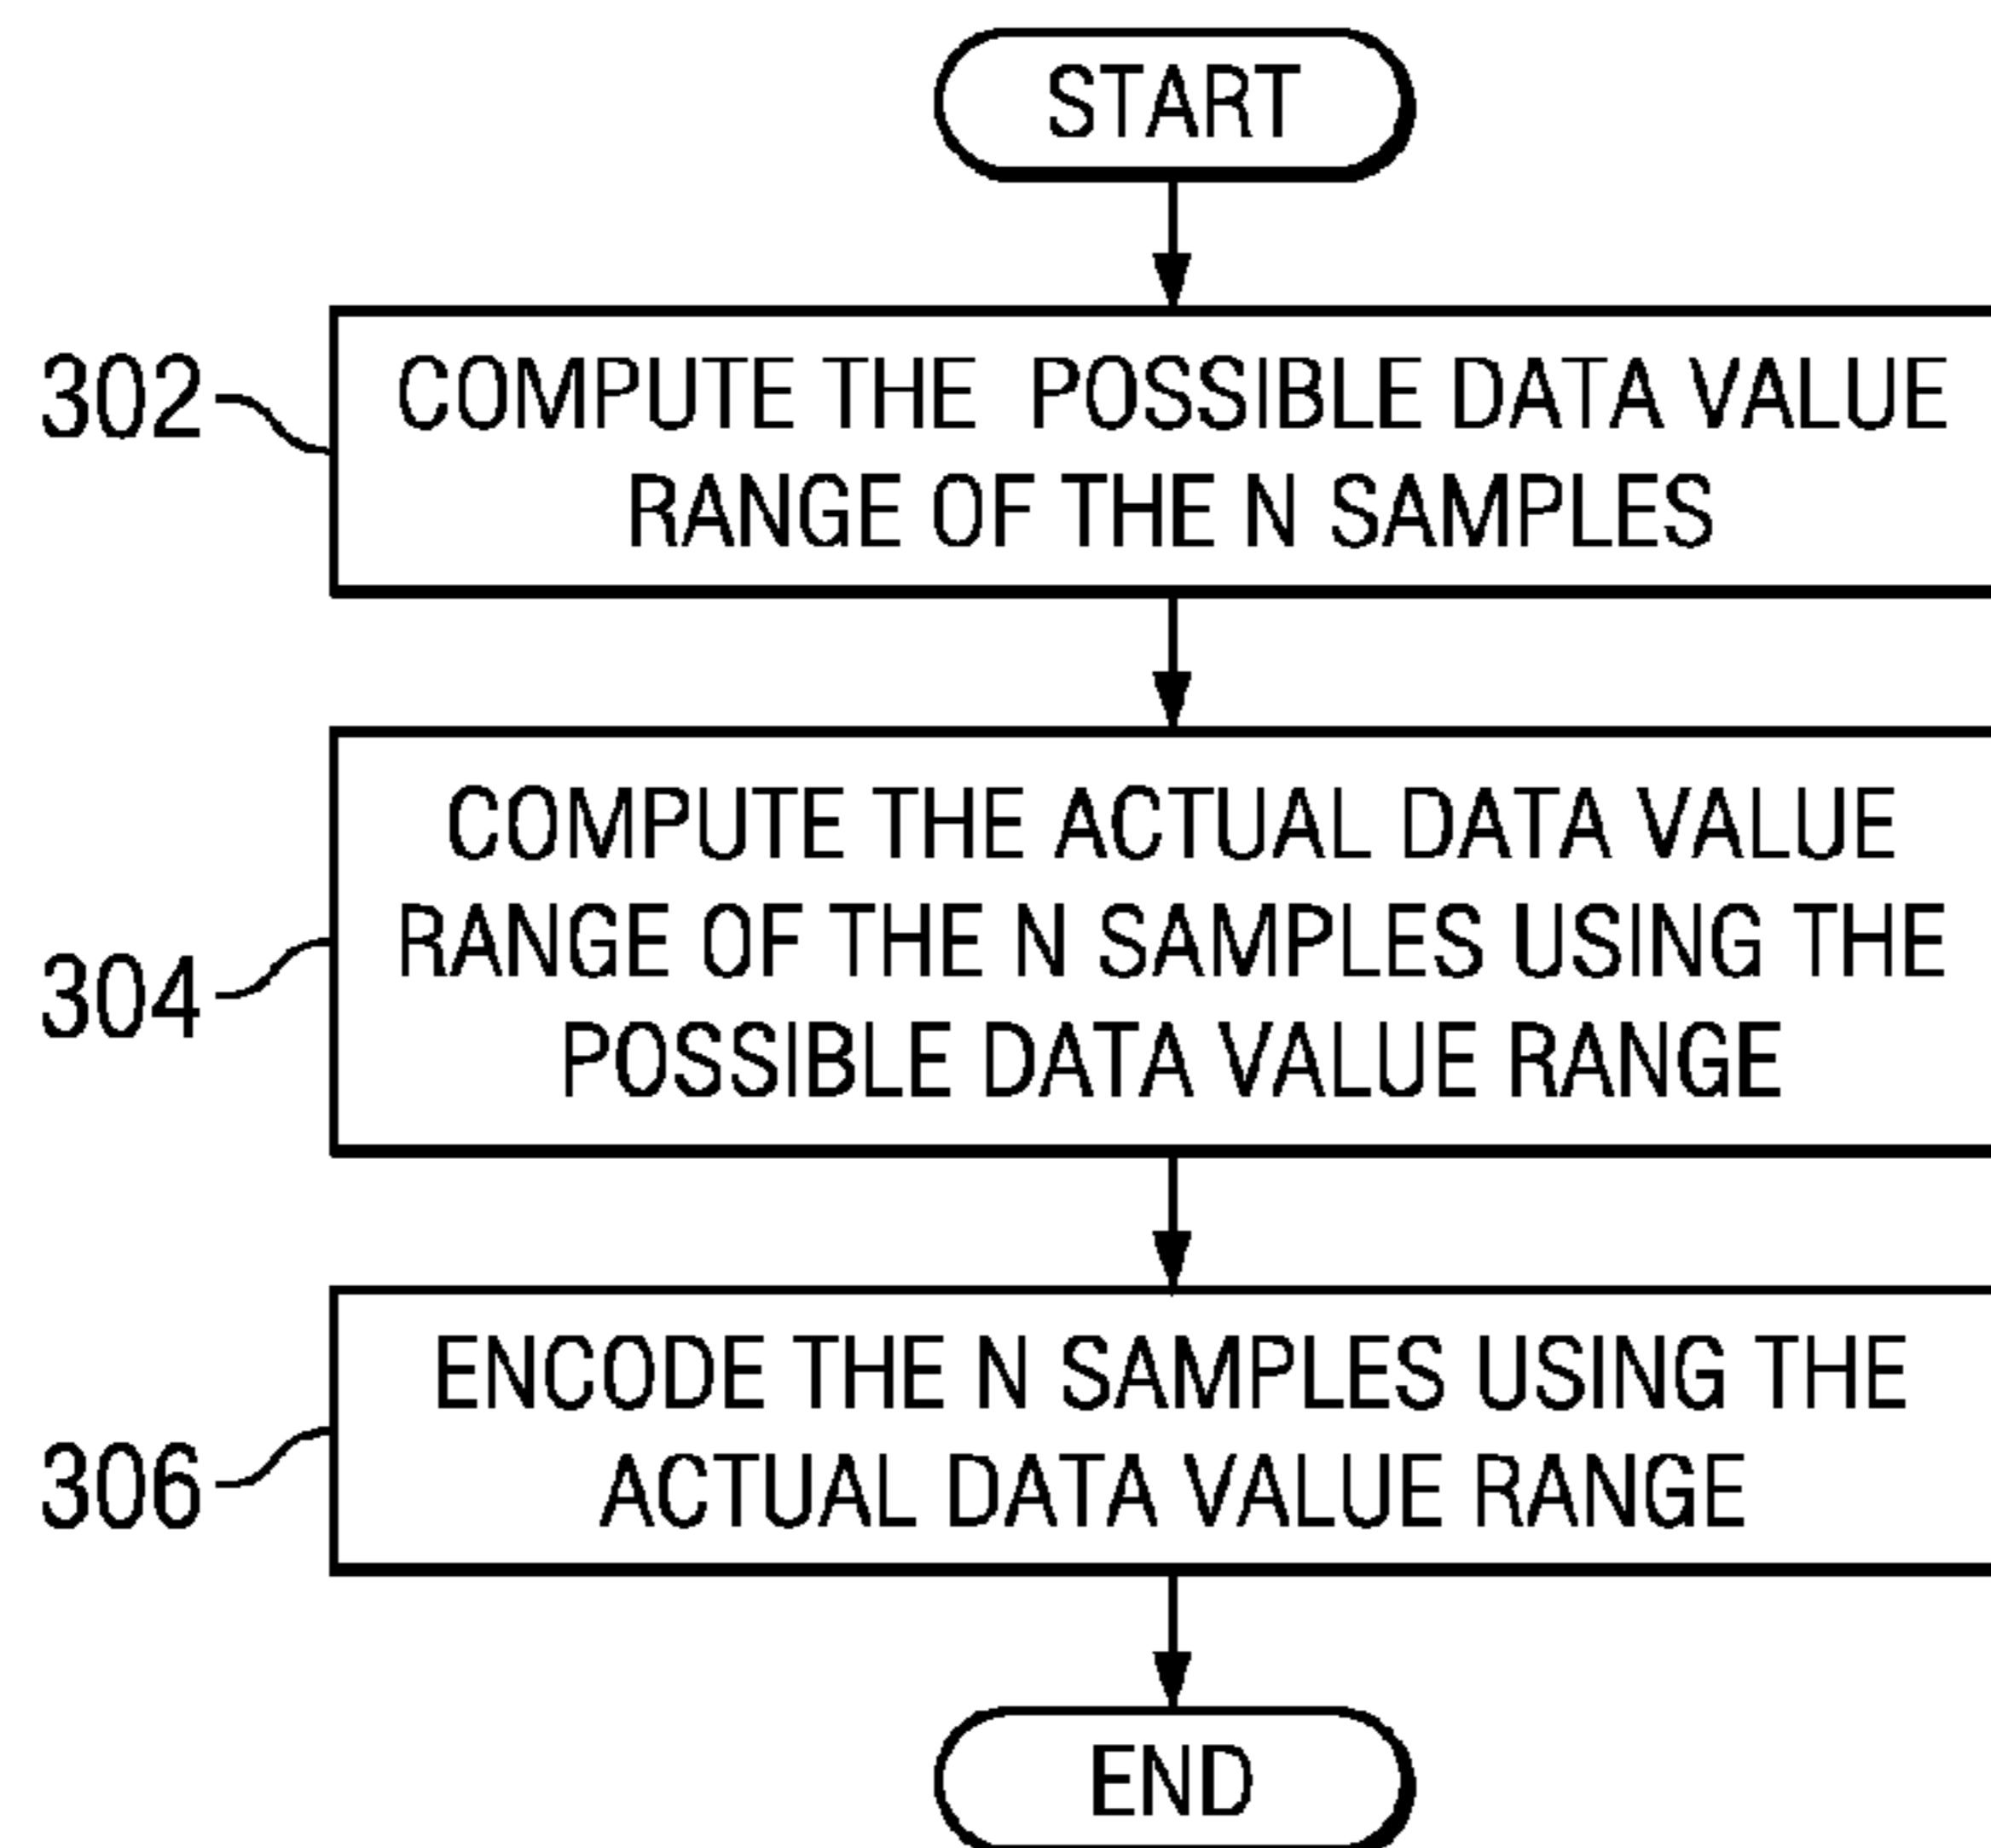 START
302
COMPUTE THE POSSIBLE DATA VALUE
RANGE OF THE N SAMPLES
COMPUTE THE ACTUAL DATA VALUE
RANGE OF THE N SAMPLES USING THE
304
POSSIBLE DATA VALUE RANGE
ENCODE THE N SAMPLES USING THE
306
ACTUAL DATA VALUE RANGE
END